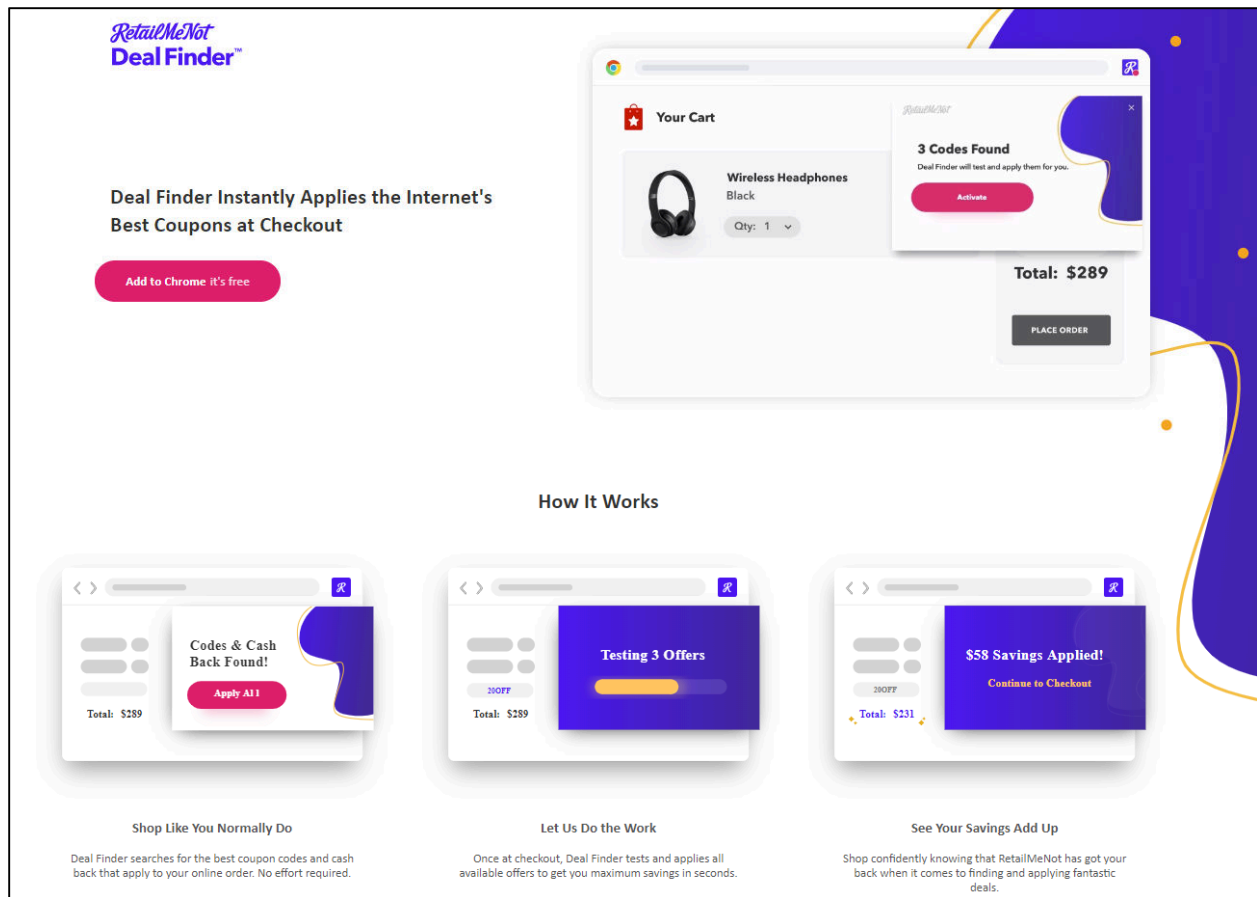 RetailMeNot
Deal Finder™
Deal Finder Instantly Applies the Internet's
Best Coupons at Checkout
Add to Chrome it's free
R
Your Cart
Wireless Headphones
Black
Qty: 1
RetailMeNot
×
3 Codes Found
Deal Finder will test and apply them for you.
Activate
Total: $289
PLACE ORDER
How It Works
R
Codes & Cash
Back Found!
Apply All
Total: $289
Shop Like You Normally Do
Deal Finder searches for the best coupon codes and cash
back that apply to your online order. No effort required.
R
Testing 3 Offers
20OFF
Total: $289
Let Us Do the Work
Once at checkout, Deal Finder tests and applies all
available offers to get you maximum savings in seconds.
R
$58 Savings Applied!
Continue to Checkout
20OFF
Total: $231
See Your Savings Add Up
Shop confidently knowing that RetailMeNot has got your
back when it comes to finding and applying fantastic
deals.